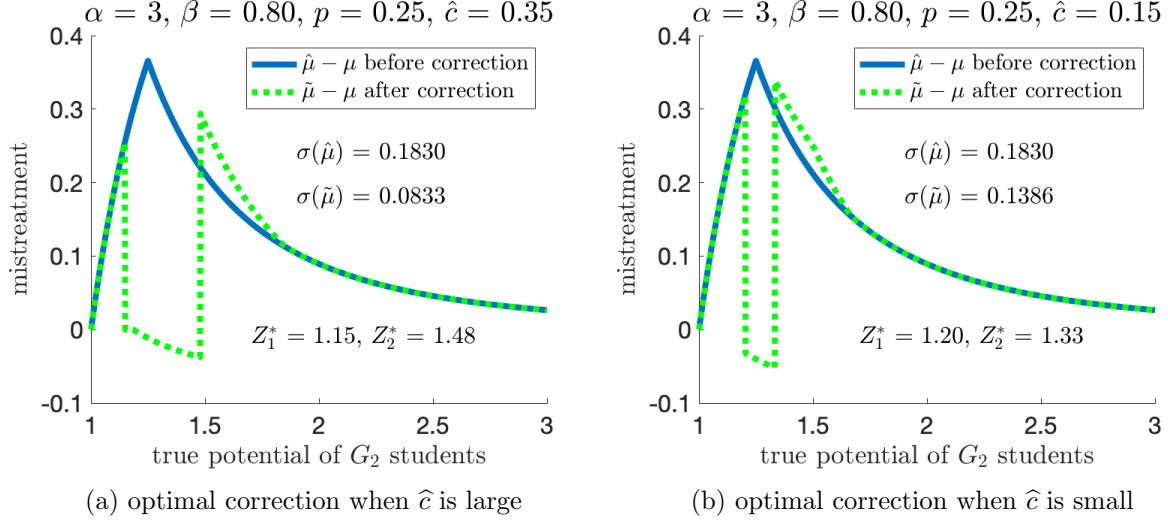 α = 3, β = 0.80, p = 0.25, ĉ = 0.35
0.4
0.3
0.2
0.1
0
-0.1
mistreatment
μ̂ − μ before correction
μ̃ − μ after correction
σ(μ̂) = 0.1830
σ(μ̃) = 0.0833
Z₁* = 1.15, Z₂* = 1.48
1 1.5 2 2.5 3
true potential of G₂ students
(a) optimal correction when ĉ is large
α = 3, β = 0.80, p = 0.25, ĉ = 0.15
0.4
0.3
0.2
0.1
0
-0.1
mistreatment
μ̂ − μ before correction
μ̃ − μ after correction
σ(μ̂) = 0.1830
σ(μ̃) = 0.1386
Z₁* = 1.20, Z₂* = 1.33
1 1.5 2 2.5 3
true potential of G₂ students
(b) optimal correction when ĉ is small